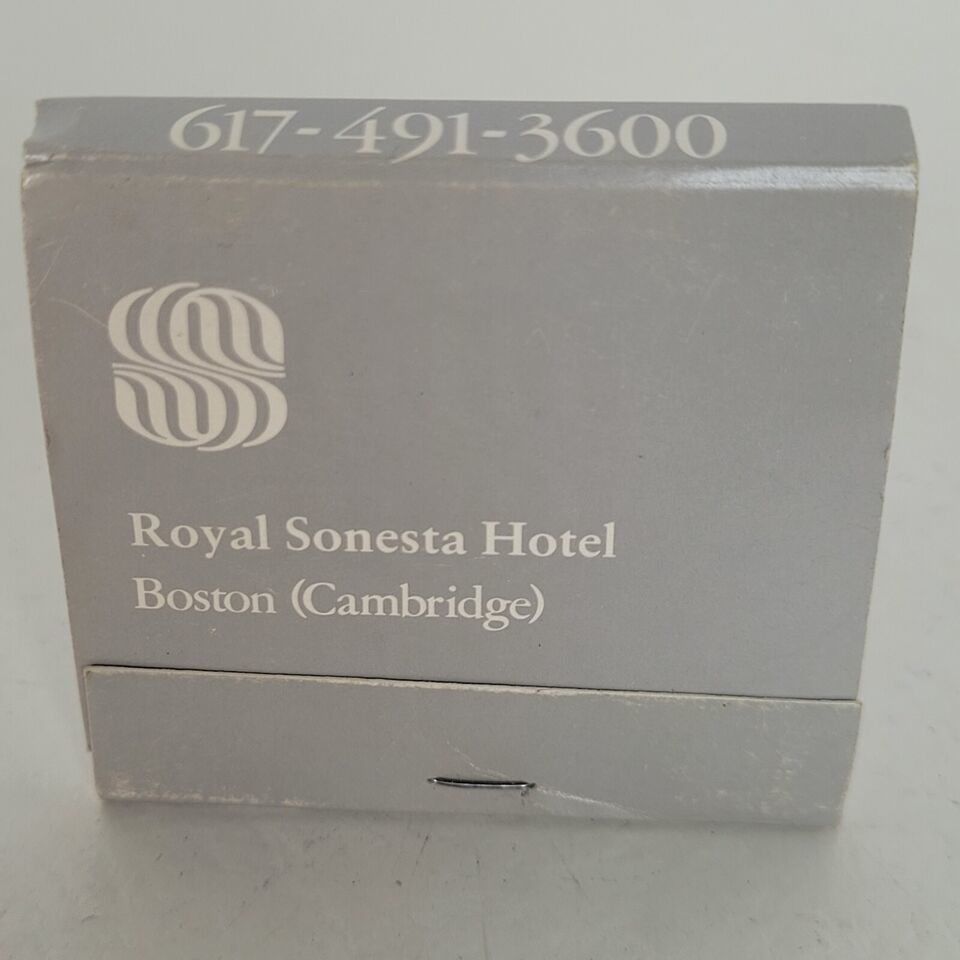 617-491-3600
Royal Sonesta Hotel
Boston (Cambridge)